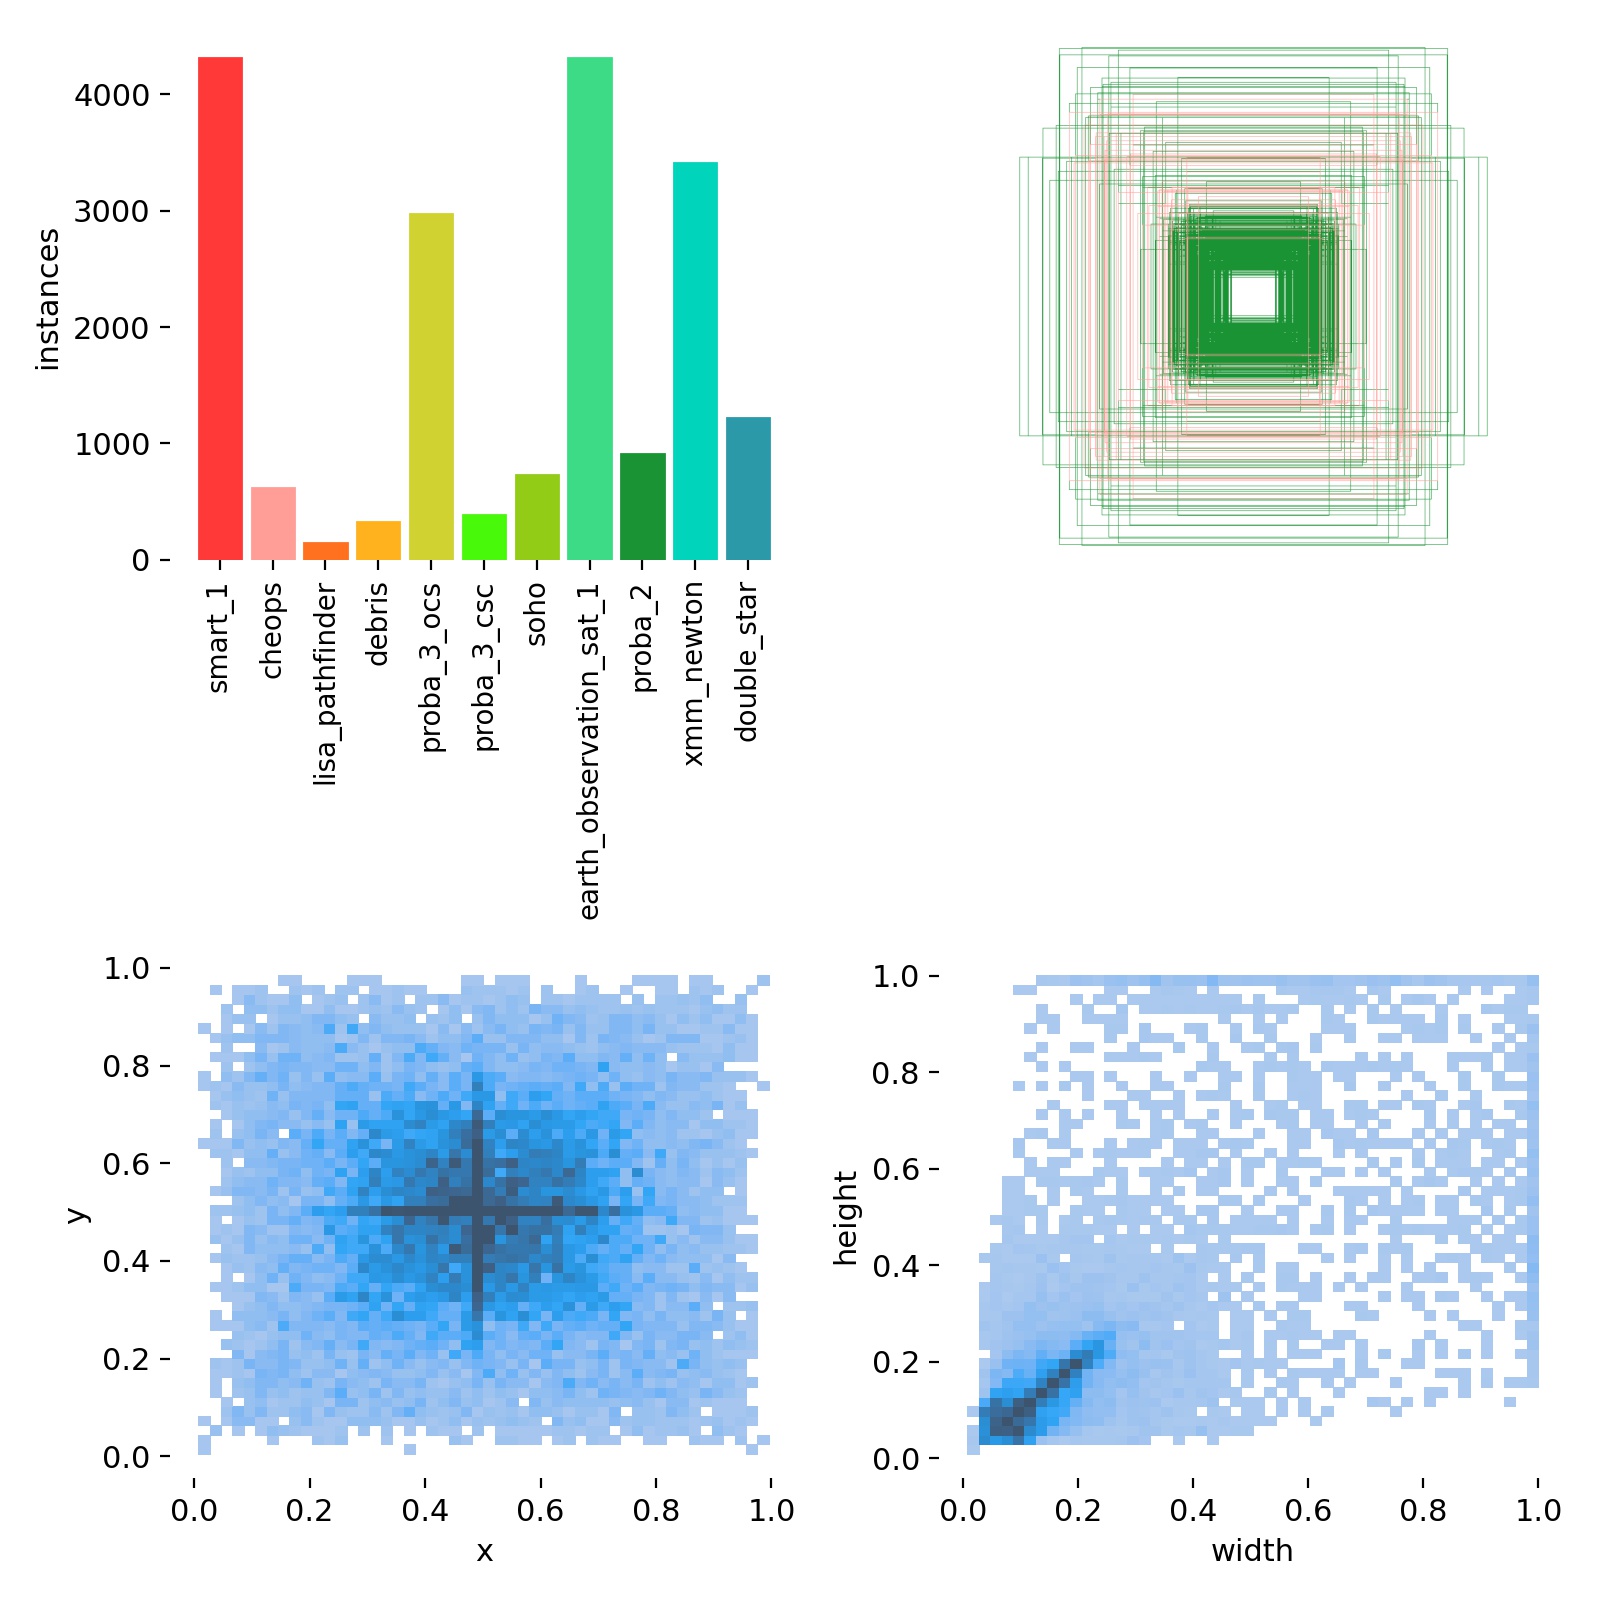 4000
3000
2000
1000
0
instances
smart_1
cheops
lisa_pathfinder
debris
proba_3_ocs
proba_3_csc
soho
earth_observation_sat_1
proba_2
xmm_newton
double_star
1.0
0.8
0.6
0.4
0.2
0.0
y
0.0 0.2 0.4 0.6 0.8 1.0
x
1.0
0.8
0.6
0.4
0.2
0.0
height
0.0 0.2 0.4 0.6 0.8 1.0
width